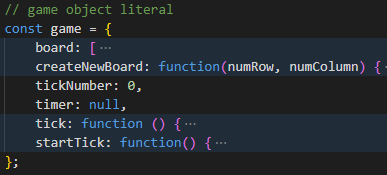 // game object literal
const game = {
board: [ ⋯
createNewBoard: function(numRow, numColumn) { ⋯
tickNumber: 0,
timer: null,
tick: function () { ⋯
startTick: function() { ⋯
};